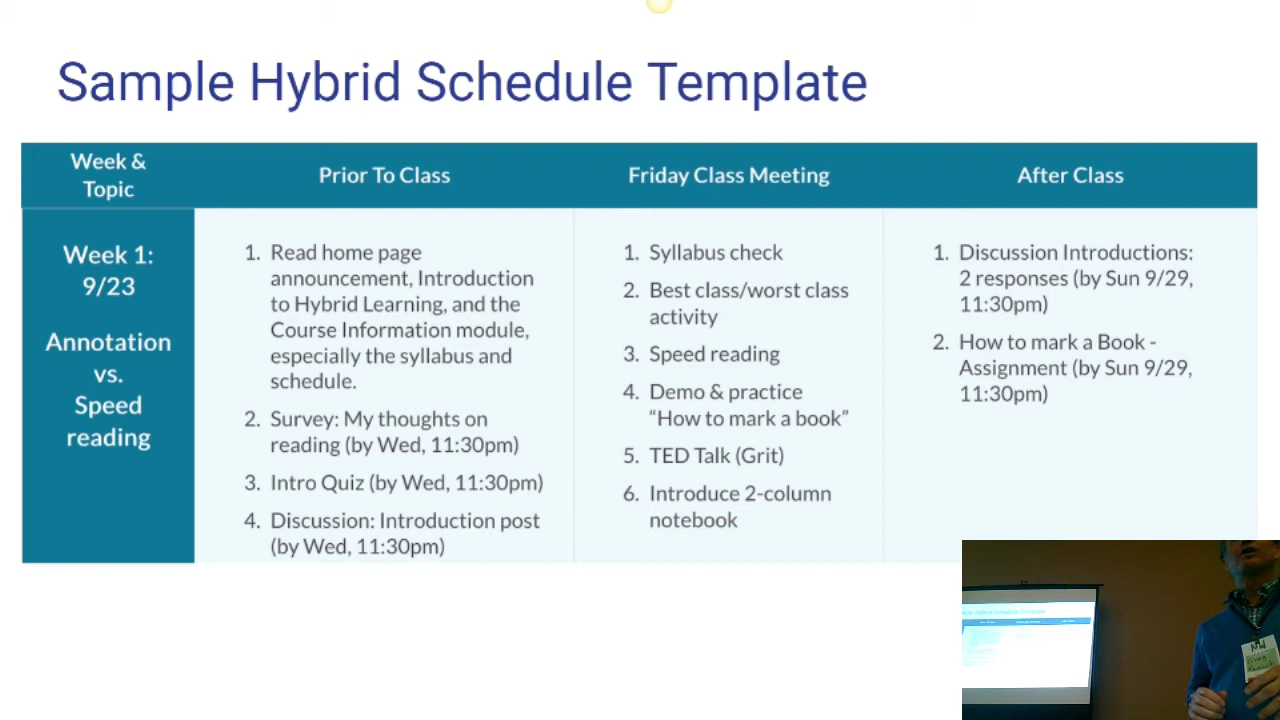 Sample Hybrid Schedule Template
Week &
Topic
Prior To Class
Friday Class Meeting
After Class
Week 1:
9/23
Annotation
vs.
Speed
reading
1. Read home page
announcement, Introduction
to Hybrid Learning, and the
Course Information module,
especially the syllabus and
schedule.
2. Survey: My thoughts on
reading (by Wed, 11:30pm)
3. Intro Quiz (by Wed, 11:30pm)
4. Discussion: Introduction post
(by Wed, 11:30pm)
1. Syllabus check
2. Best class/worst class
activity
3. Speed reading
4. Demo & practice
“How to mark a book”
5. TED Talk (Grit)
6. Introduce 2-column
notebook
1. Discussion Introductions:
2 responses (by Sun 9/29,
11:30pm)
2. How to mark a Book -
Assignment (by Sun 9/29,
11:30pm)
Hybrid Schedule Template